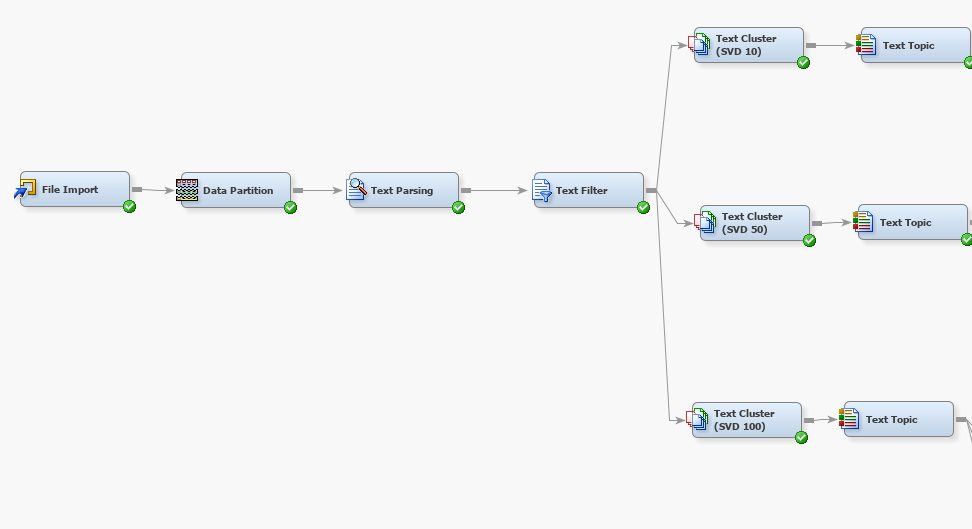 Text Cluster
(SVD 10)
Text Topic
File Import
Data Partition
Text Parsing
Text Filter
Text Cluster
(SVD 50)
Text Topic
Text Cluster
(SVD 100)
Text Topic